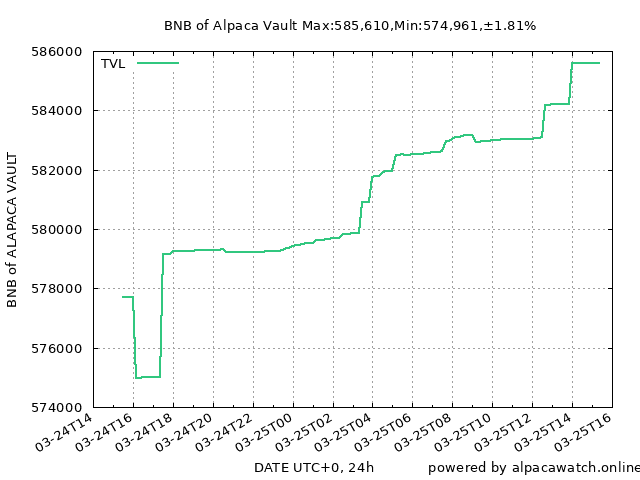 BNB of Alpaca Vault Max:585,610,Min:574,961,±1.81%
TVL
586000
584000
582000
580000
578000
576000
574000
BNB of ALAPACA VAULT
03-24T14
03-24T16
03-24T18
03-24T20
03-24T22
03-25T00
03-25T02
03-25T04
03-25T06
03-25T08
03-25T10
03-25T12
03-25T14
03-25T16
DATE UTC+0, 24h
powered by alpacawatch.online